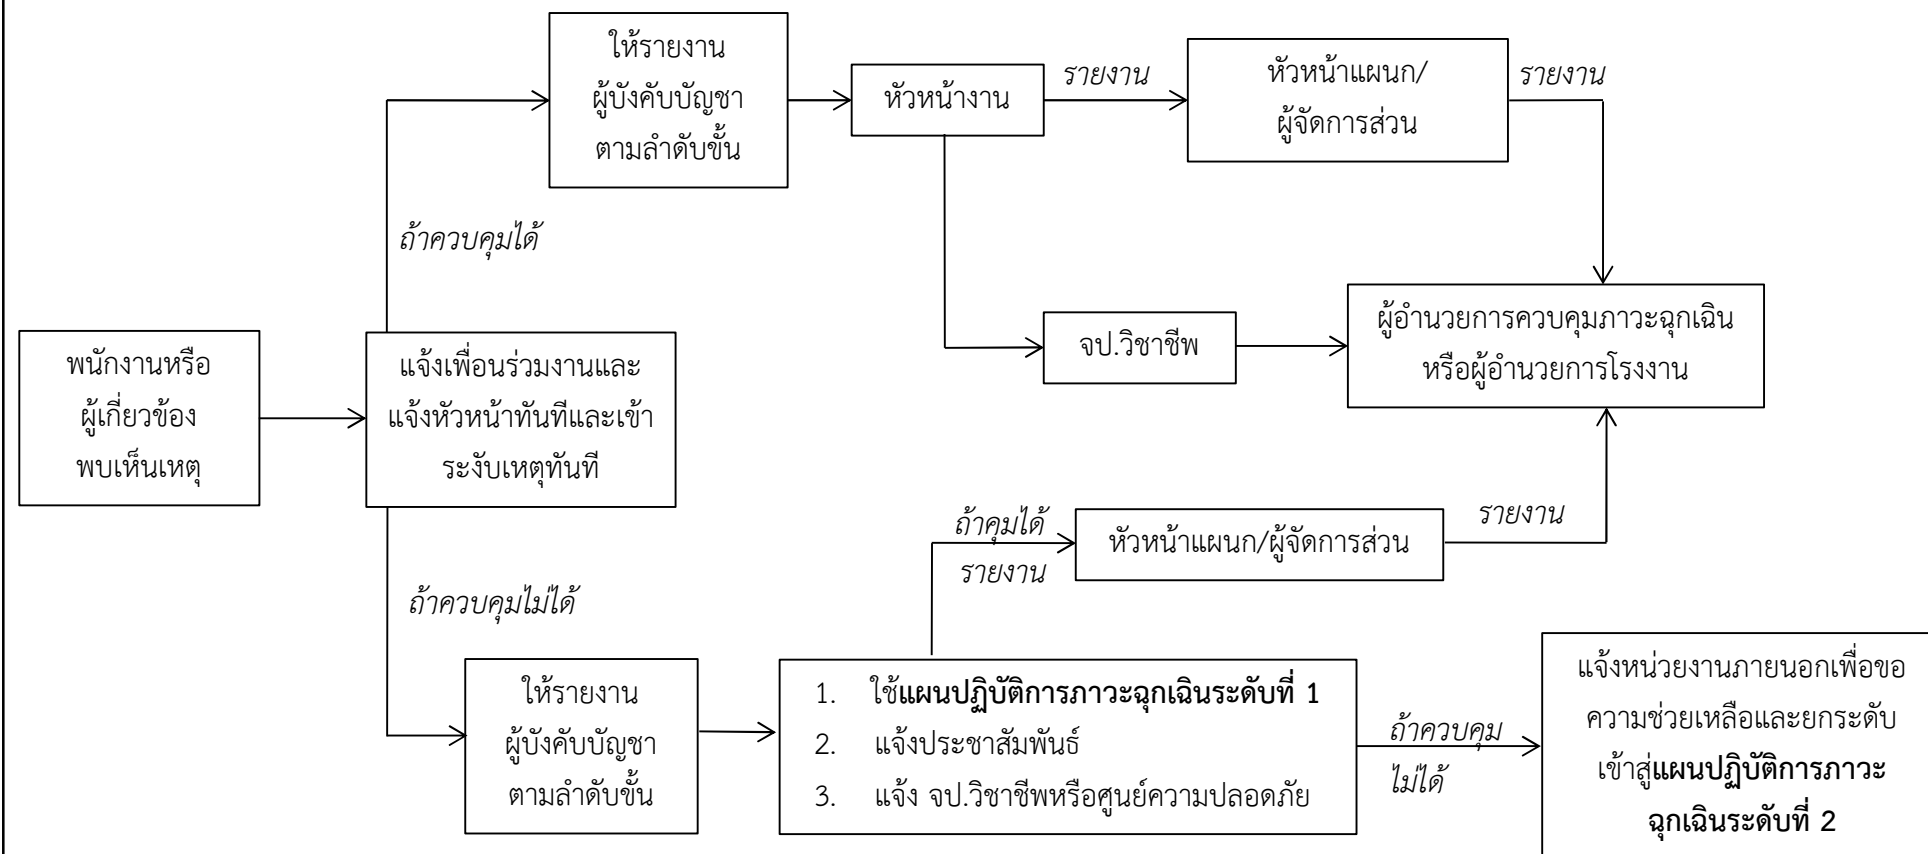 ให้รายงาน
ผู้บังคับบัญชา
ตามลำดับขั้น
หัวหน้างาน
รายงาน
หัวหน้าแผนก/
ผู้จัดการส่วน
รายงาน
ถ้าควบคุมได้
พนักงานหรือ
ผู้เกี่ยวข้อง
พบเห็นเหตุ
แจ้งเพื่อนร่วมงานและ
แจ้งหัวหน้าทันทีและเข้า
ระงับเหตุทันที
จป.วิชาชีพ
ผู้อำนวยการควบคุมภาวะฉุกเฉิน
หรือผู้อำนวยการโรงงาน
ถ้าคุมได้
รายงาน
หัวหน้าแผนก/ผู้จัดการส่วน
รายงาน
ถ้าควบคุมไม่ได้
ให้รายงาน
ผู้บังคับบัญชา
ตามลำดับขั้น
1. ใช้แผนปฏิบัติการภาวะฉุกเฉินระดับที่ 1
2. แจ้งประชาสัมพันธ์
3. แจ้ง จป.วิชาชีพหรือศูนย์ความปลอดภัย
ถ้าควบคุม
ไม่ได้
แจ้งหน่วยงานภายนอกเพื่อขอ
ความช่วยเหลือและยกระดับ
เข้าสู่แผนปฏิบัติการภาวะ
ฉุกเฉินระดับที่ 2